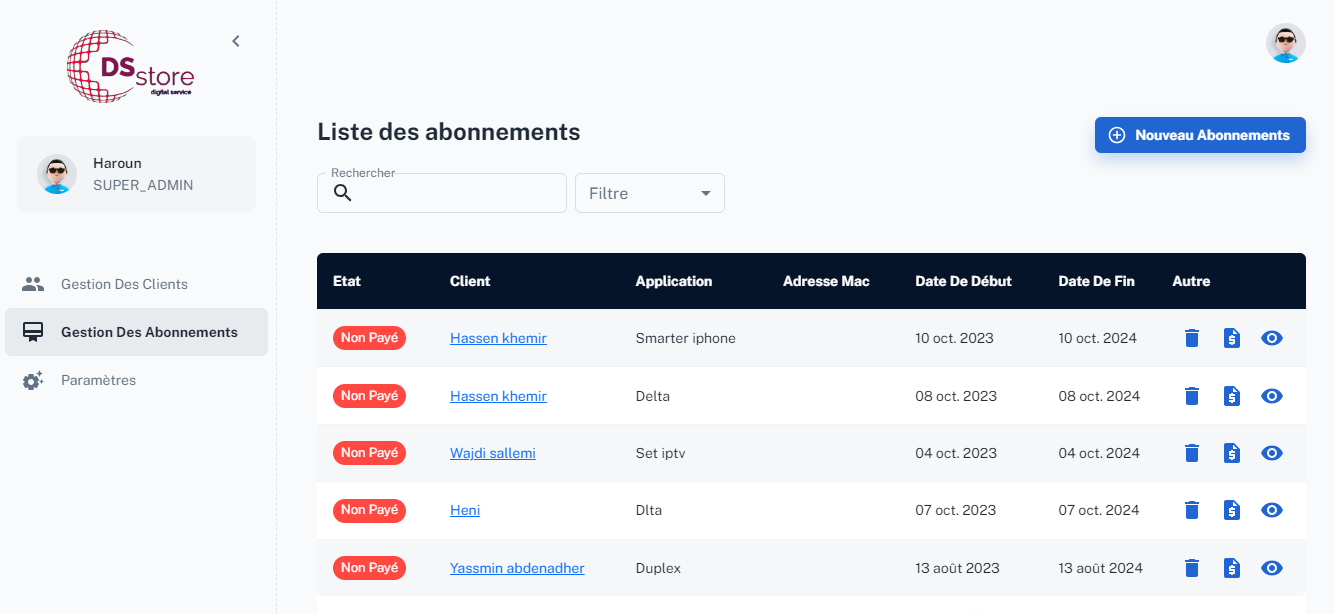 DS store
digital service
Haroun
SUPER_ADMIN
Gestion Des Clients
Gestion Des Abonnements
Paramètres
Liste des abonnements
Nouveau Abonnements
Rechercher
Filtre
Etat Client Application Adresse Mac Date De Début Date De Fin Autre
Non Payé Hassen khemir Smarter iphone 10 oct. 2023 10 oct. 2024
Non Payé Hassen khemir Delta 08 oct. 2023 08 oct. 2024
Non Payé Wajdi sallemi Set iptv 04 oct. 2023 04 oct. 2024
Non Payé Heni Dlta 07 oct. 2023 07 oct. 2024
Non Payé Yassmin abdenadher Duplex 13 août 2023 13 août 2024